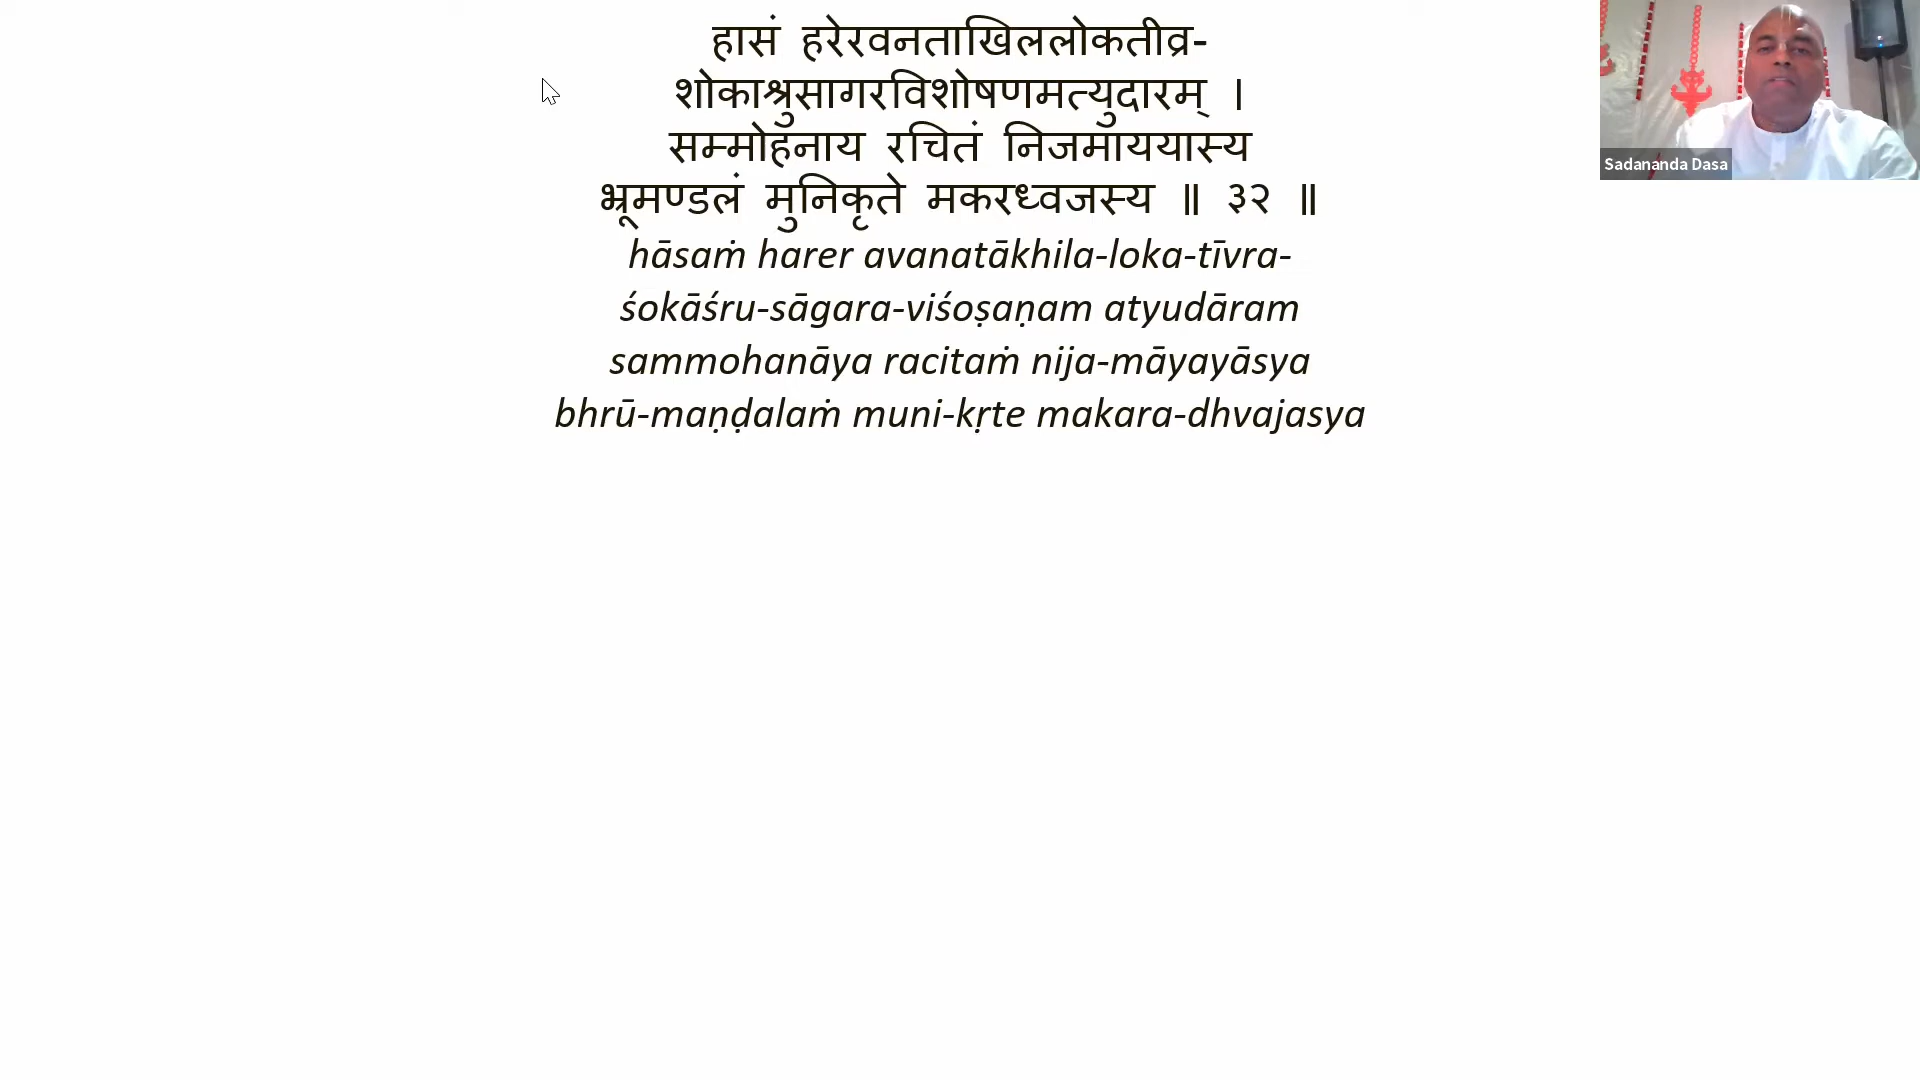 हासं हरेरवनताखिललोकतीव्र-
शोकाश्रुसागरविशोषणमत्युदारम् ।
सम्मोहनाय रचितं निजमाययास्य
भ्रूमण्डलं मुनिकृते मकरध्वजस्य ॥ ३२ ॥
hāsaṁ harer avanatākhila-loka-tīvra-
śokāśru-sāgara-viśoṣaṇam atyudāram
sammohanāya racitaṁ nija-māyayāsya
bhrū-maṇḍalaṁ muni-kṛte makara-dhvajasya
Sadananda Dasa